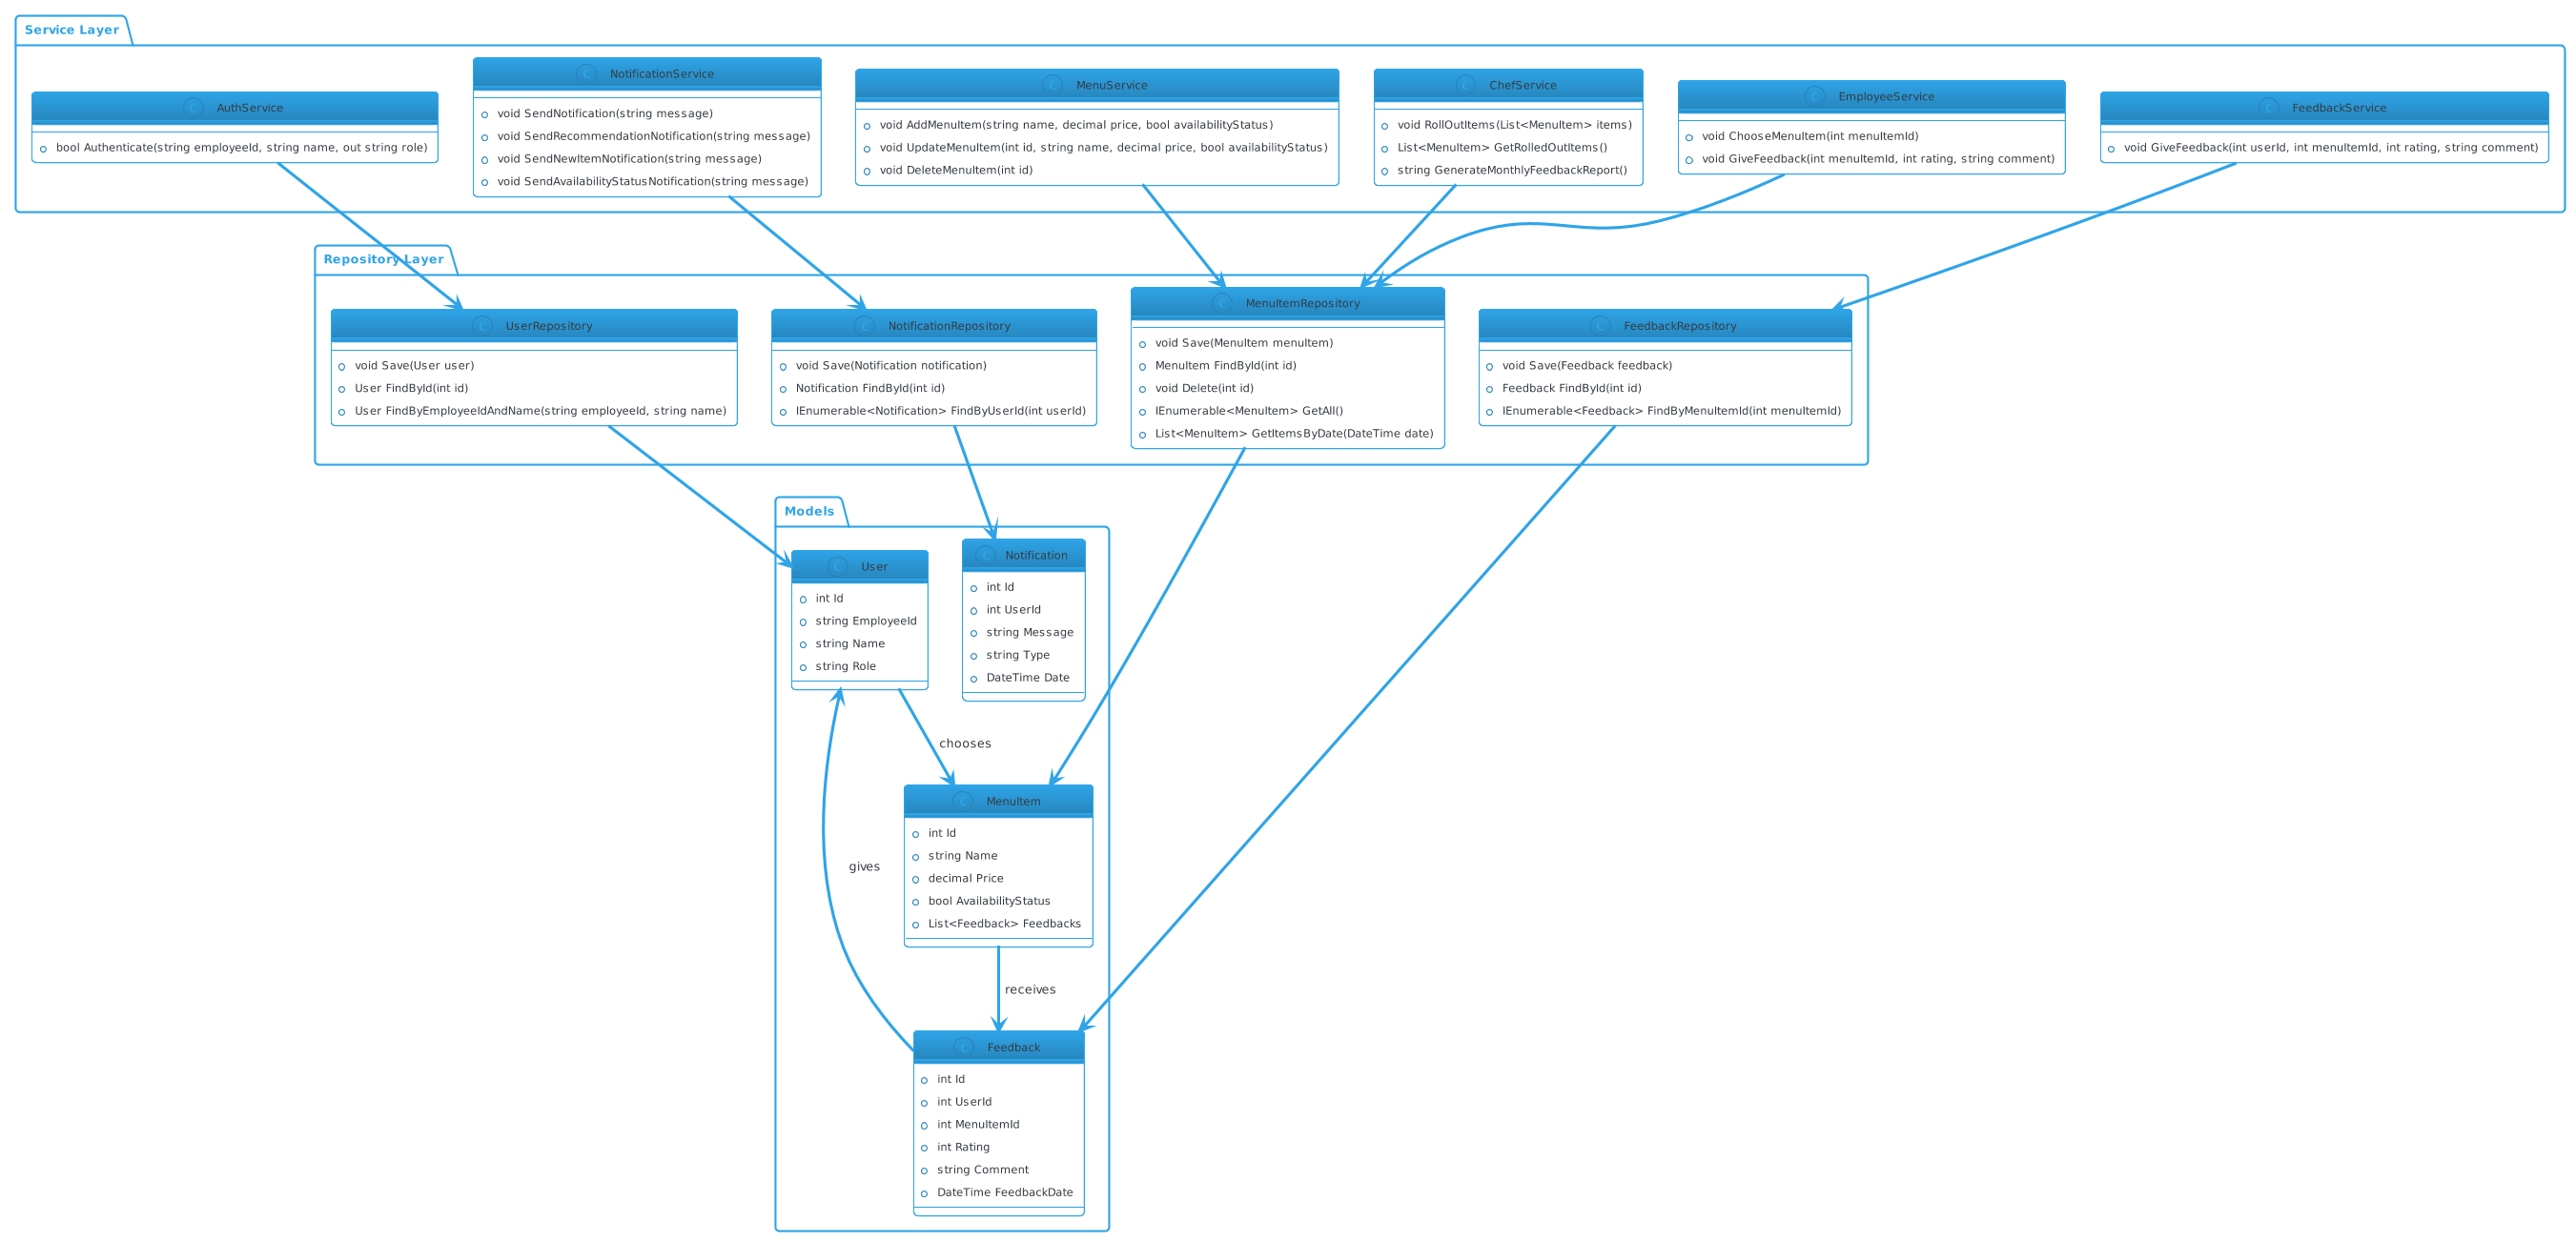 Service Layer
AuthService
bool Authenticate(string employeeId, string name, out string role)
NotificationService
void SendNotification(string message)
void SendRecommendationNotification(string message)
void SendNewItemNotification(string message)
void SendAvailabilityStatusNotification(string message)
MenuService
void AddMenuItem(string name, decimal price, bool availabilityStatus)
void UpdateMenuItem(int id, string name, decimal price, bool availabilityStatus)
void DeleteMenuItem(int id)
ChefService
void RollOutItems(List<MenuItem> items)
List<MenuItem> GetRolledOutItems()
string GenerateMonthlyFeedbackReport()
EmployeeService
void ChooseMenuItem(int menuItemId)
void GiveFeedback(int menuItemId, int rating, string comment)
FeedbackService
void GiveFeedback(int userId, int menuItemId, int rating, string comment)
Repository Layer
UserRepository
void Save(User user)
User FindById(int id)
User FindByEmployeeIdAndName(string employeeId, string name)
NotificationRepository
void Save(Notification notification)
Notification FindById(int id)
IEnumerable<Notification> FindByUserId(int userId)
MenuItemRepository
void Save(MenuItem menuItem)
MenuItem FindById(int id)
void Delete(int id)
IEnumerable<MenuItem> GetAll()
List<MenuItem> GetItemsByDate(DateTime date)
FeedbackRepository
void Save(Feedback feedback)
Feedback FindById(int id)
IEnumerable<Feedback> FindByMenuItemId(int menuItemId)
Models
User
int Id
string EmployeeId
string Name
string Role
Notification
int Id
int UserId
string Message
string Type
DateTime Date
chooses
MenuItem
int Id
string Name
decimal Price
bool AvailabilityStatus
List<Feedback> Feedbacks
gives
receives
Feedback
int Id
int UserId
int MenuItemId
int Rating
string Comment
DateTime FeedbackDate